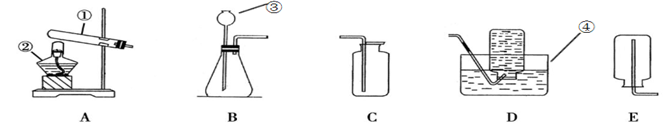 ① ② ③ ④
A B C D E